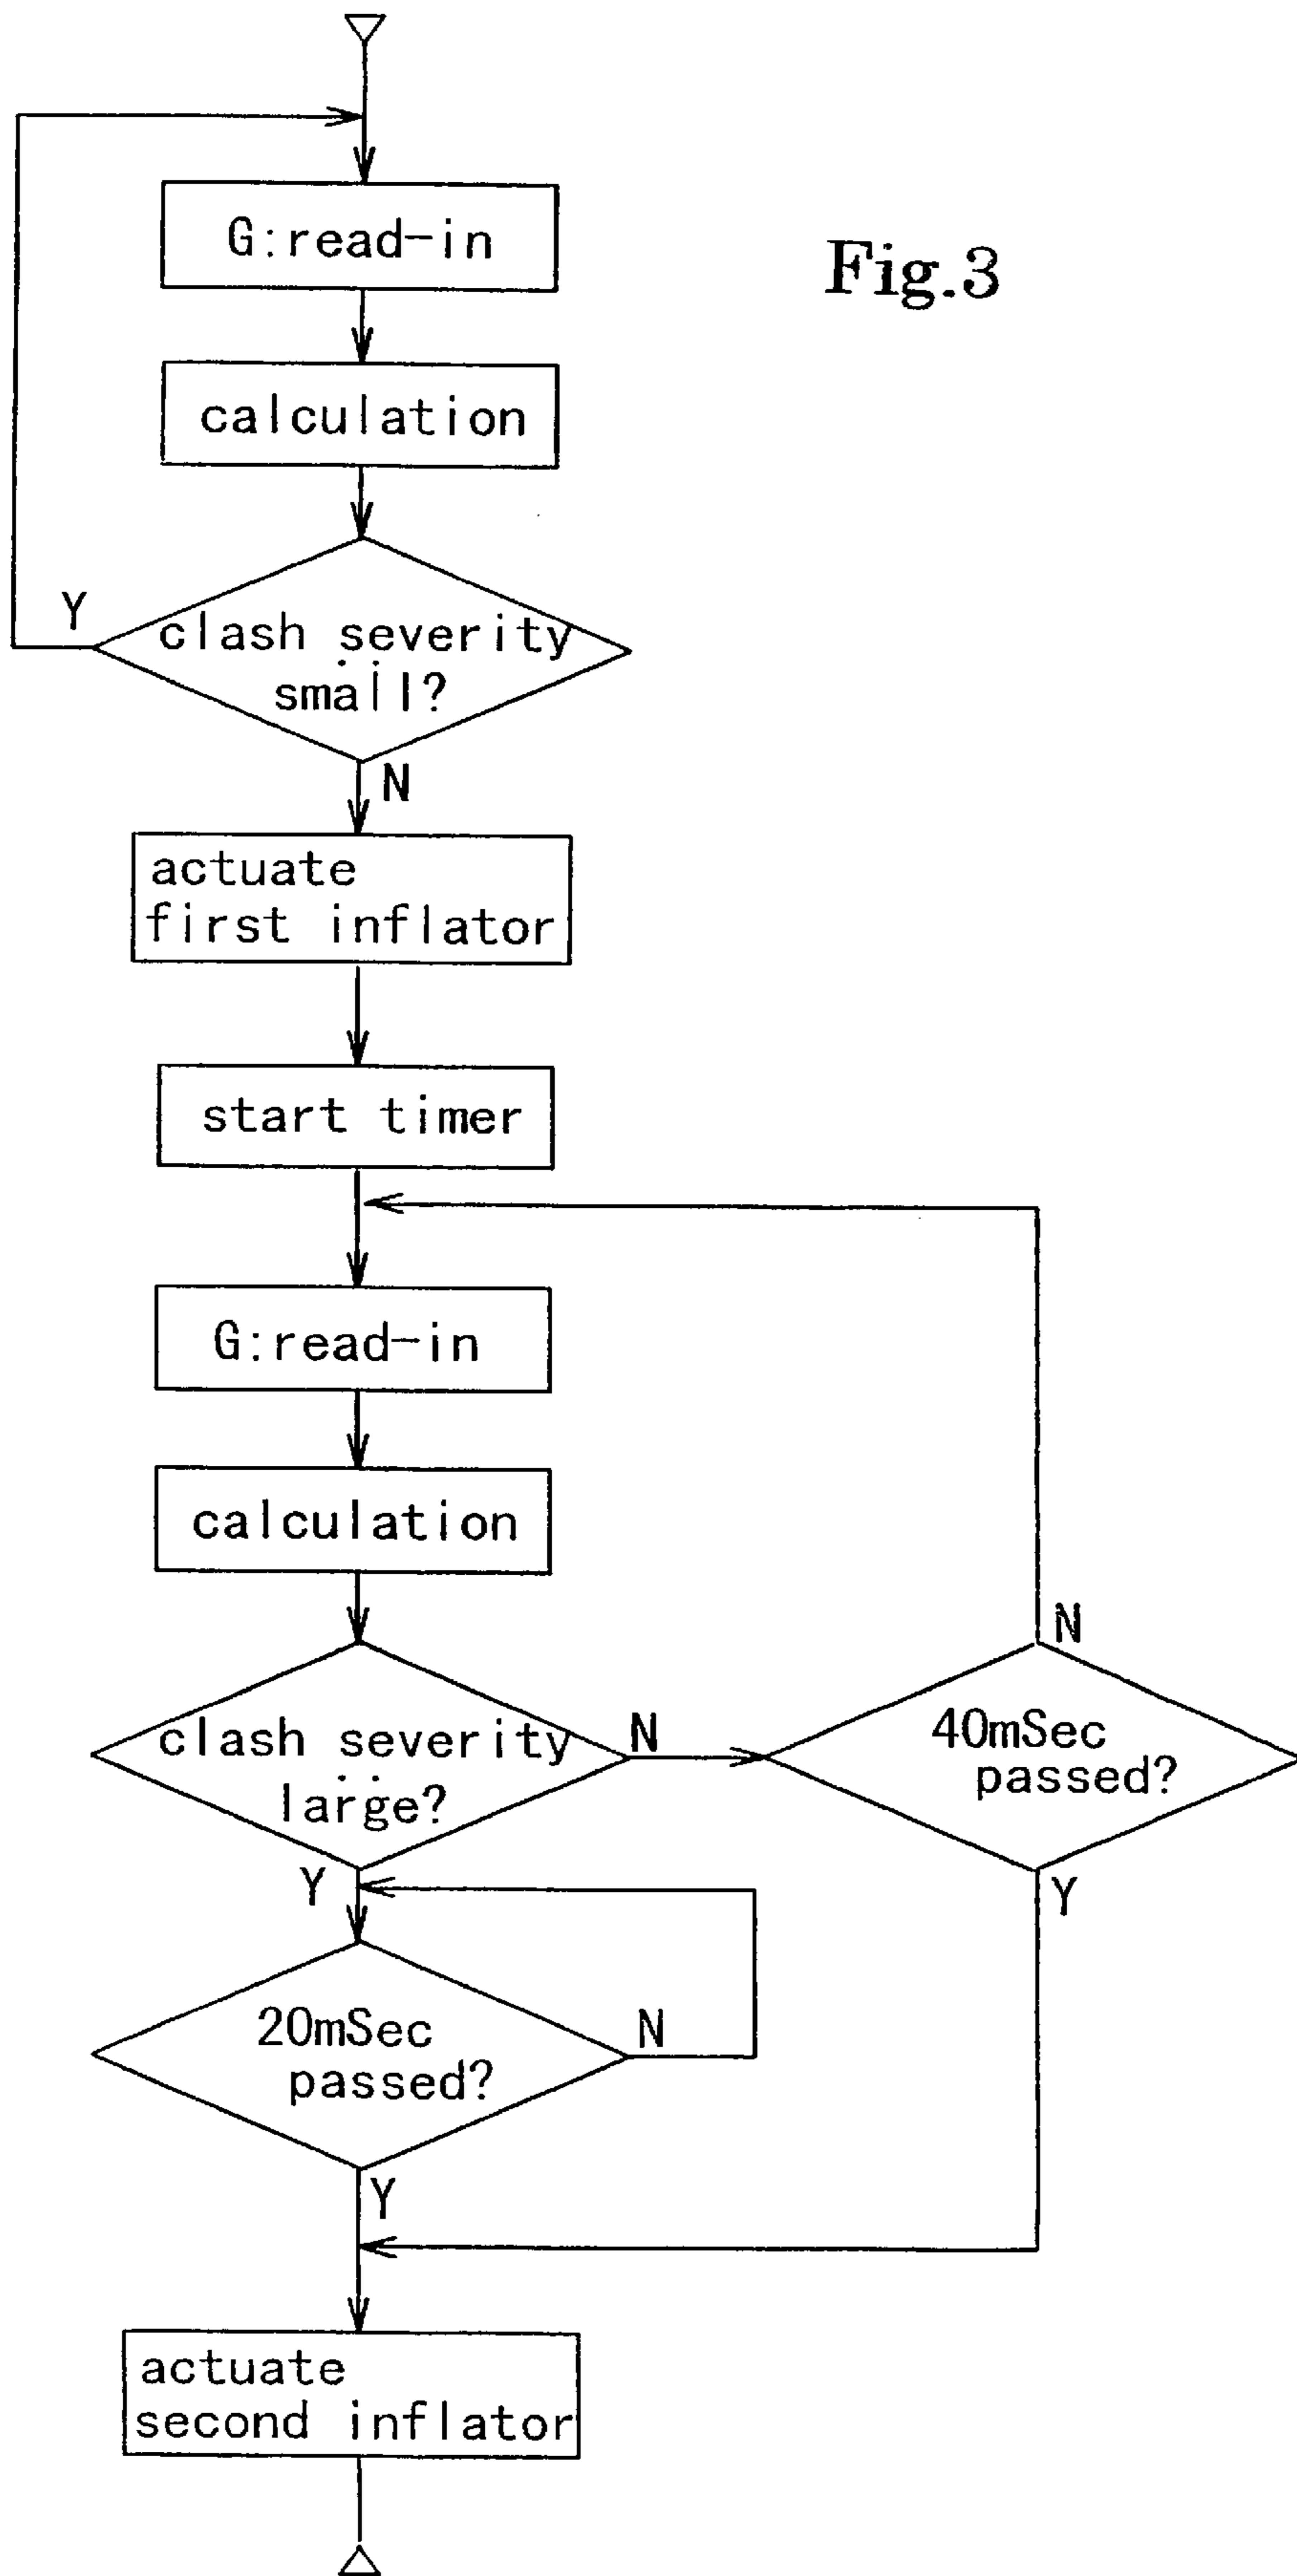 G:read-in
Fig.3
calculation
Y
clash severity
small?
N
actuate
first inflator
start timer
G:read-in
calculation
N
clash severity
large?
N
40mSec
passed?
Y
Y
20mSec
passed?
N
Y
actuate
second inflator